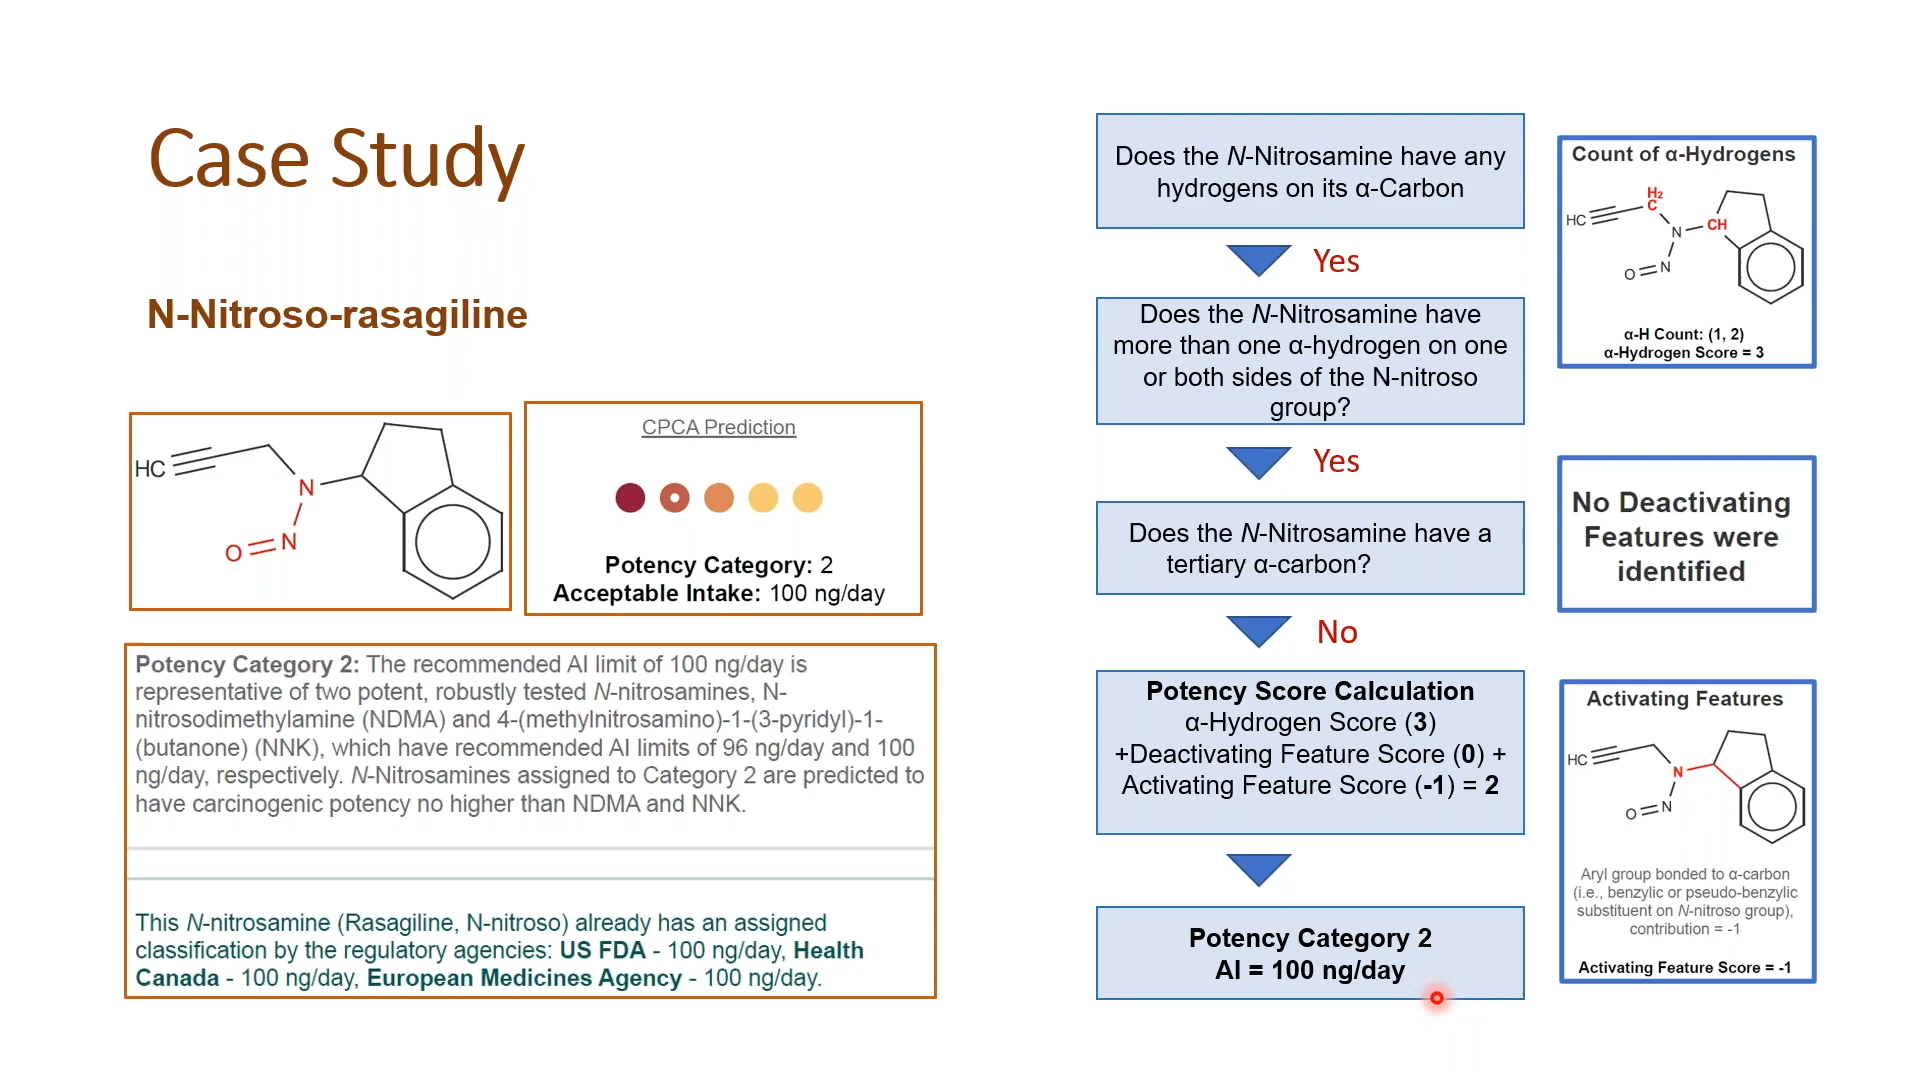 Case Study
N-Nitroso-rasagiline
HC
N
O
N
CPCA Prediction
Potency Category: 2
Acceptable Intake: 100 ng/day
Potency Category 2: The recommended AI limit of 100 ng/day is
representative of two potent, robustly tested N-nitrosamines, N-
nitrosodimethylamine (NDMA) and 4-(methylnitrosamino)-1-(3-pyridyl)-1-
(butanone) (NNK), which have recommended AI limits of 96 ng/day and 100
ng/day, respectively. N-Nitrosamines assigned to Category 2 are predicted to
have carcinogenic potency no higher than NDMA and NNK.
This N-nitrosamine (Rasagiline, N-nitroso) already has an assigned
classification by the regulatory agencies: US FDA - 100 ng/day, Health
Canada - 100 ng/day, European Medicines Agency - 100 ng/day.
Does the N-Nitrosamine have any
hydrogens on its α-Carbon
Yes
Does the N-Nitrosamine have
more than one α-hydrogen on one
or both sides of the N-nitroso
group?
Yes
Does the N-Nitrosamine have a
tertiary α-carbon?
No
Potency Score Calculation
α-Hydrogen Score (3)
+Deactivating Feature Score (0) +
Activating Feature Score (-1) = 2
Potency Category 2
AI = 100 ng/day
Count of α-Hydrogens
H₂
C
HC
N
CH
O
N
α-H Count: (1, 2)
α-Hydrogen Score = 3
No Deactivating
Features were
identified
Activating Features
HC
N
O
N
Aryl group bonded to α-carbon
(i.e., benzylic or pseudo-benzylic
substituent on N-nitroso group),
contribution = -1
Activating Feature Score = -1